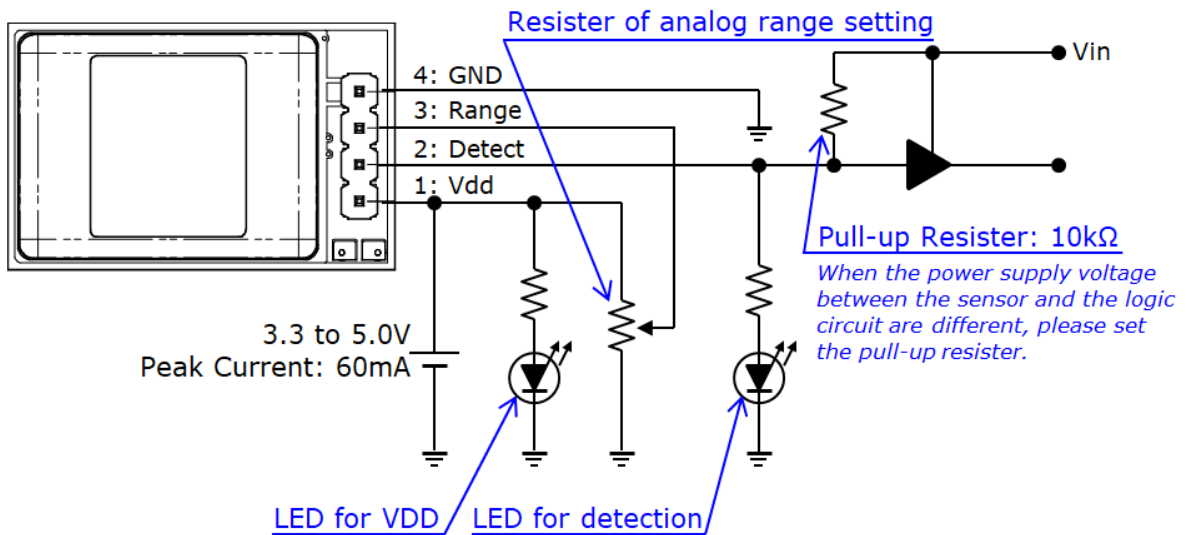 Resister of analog range setting
Vin
4: GND
3: Range
2: Detect
1: Vdd
Pull-up Resister: 10kΩ
When the power supply voltage
between the sensor and the logic
circuit are different, please set
the pull-up resister.
3.3 to 5.0V
Peak Current: 60mA
LED for VDD
LED for detection